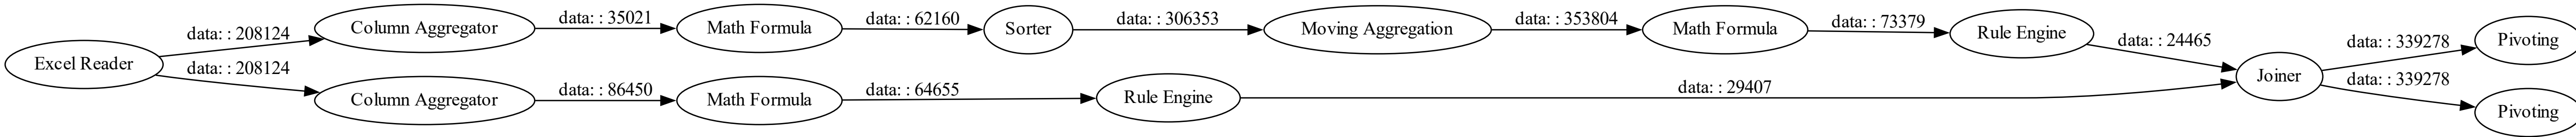 Excel Reader
data: : 208124
data: : 208124
Column Aggregator
data: : 35021
Math Formula
data: : 62160
Sorter
data: : 306353
Moving Aggregation
data: : 353804
Math Formula
data: : 73379
Rule Engine
data: : 24465
Column Aggregator
data: : 86450
Math Formula
data: : 64655
Rule Engine
data: : 29407
Joiner
data: : 339278
data: : 339278
Pivoting
Pivoting